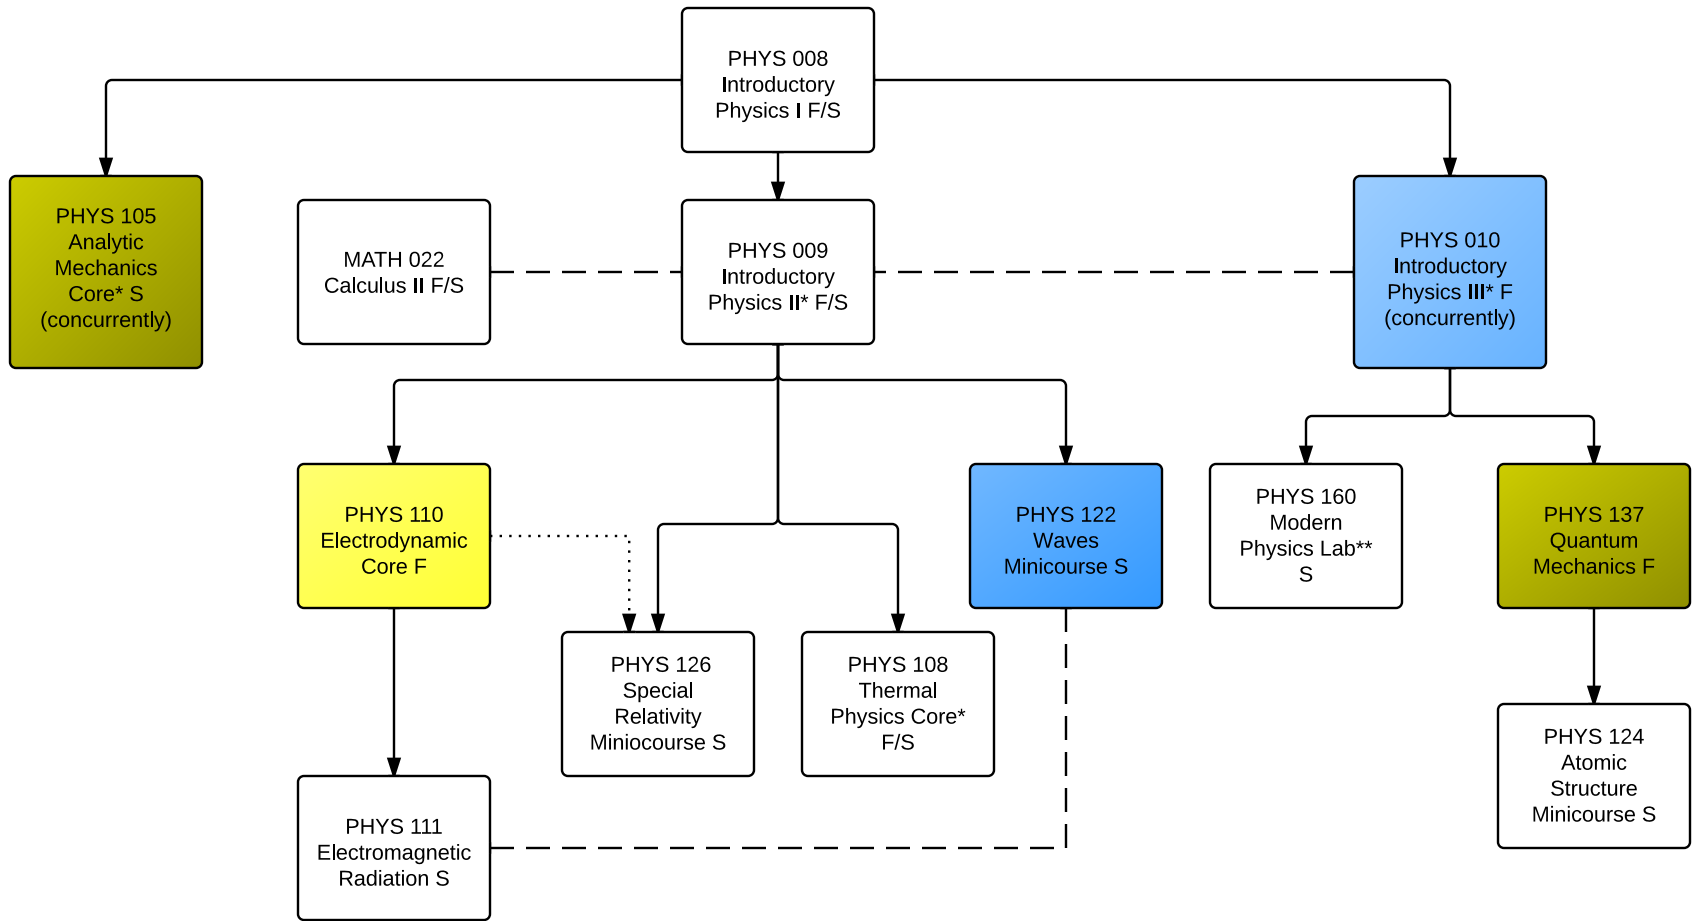 PHYS 008
Introductory
Physics I F/S
PHYS 105
Analytic
Mechanics
Core* S
(concurrently)
MATH 022
Calculus II F/S
PHYS 009
Introductory
Physics II* F/S
PHYS 010
Introductory
Physics III* F
(concurrently)
PHYS 110
Electrodynamic
Core F
PHYS 122
Waves
Minicourse S
PHYS 160
Modern
Physics Lab**
S
PHYS 137
Quantum
Mechanics F
PHYS 126
Special
Relativity
Miniocourse S
PHYS 108
Thermal
Physics Core*
F/S
PHYS 124
Atomic
Structure
Minicourse S
PHYS 111
Electromagnetic
Radiation S